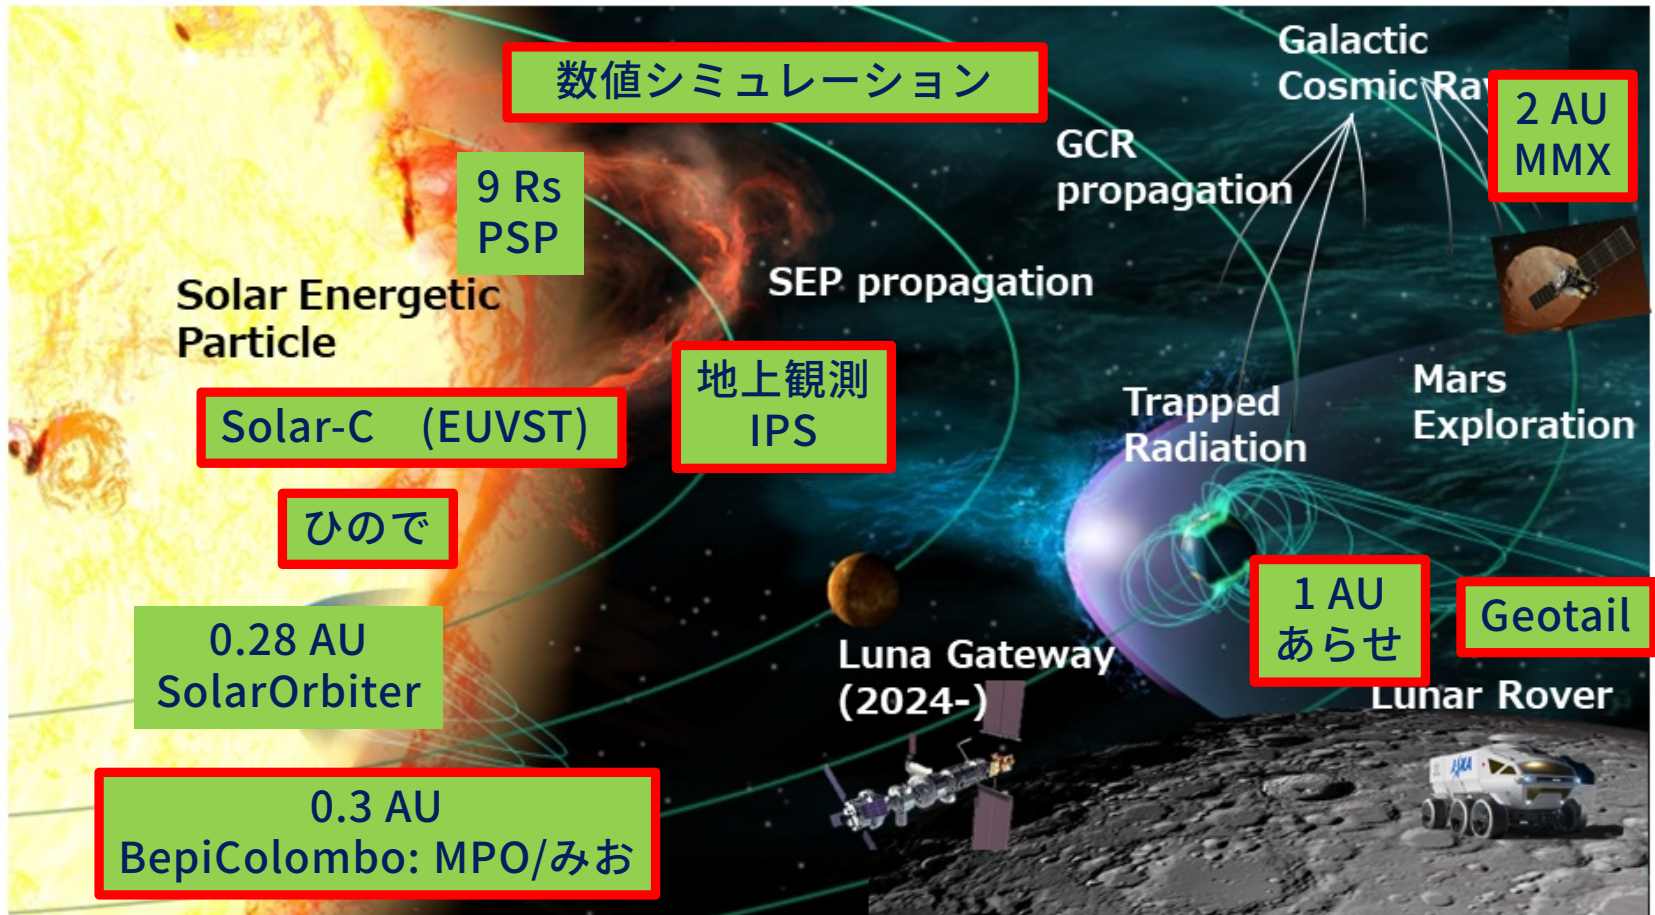 数値シミュレーション
Galactic
Cosmic Ray
2 AU
MMX
GCR
propagation
9 Rs
PSP
SEP propagation
Solar Energetic
Particle
地上観測
IPS
Solar-C　(EUVST)
Trapped
Radiation
Mars
Exploration
ひので
1 AU
あらせ
Geotail
0.28 AU
SolarOrbiter
Luna Gateway
(2024-)
Lunar Rover
JAXA
0.3 AU
BepiColombo: MPO/みお